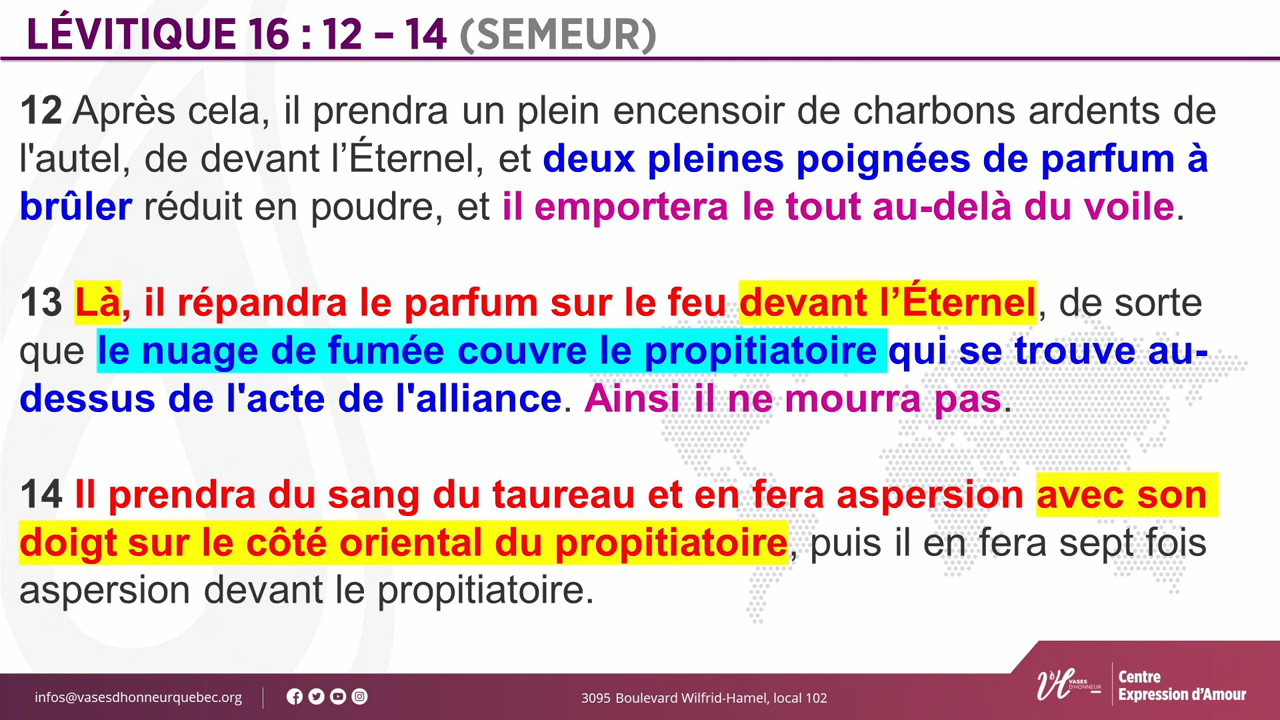 LÉVITIQUE 16 : 12 – 14 (SEMEUR)
12 Après cela, il prendra un plein encensoir de charbons ardents de
l'autel, de devant l’Éternel, et deux pleines poignées de parfum à
brûler réduit en poudre, et il emportera le tout au-delà du voile.
13 Là, il répandra le parfum sur le feu devant l’Éternel, de sorte
que le nuage de fumée couvre le propitiatoire qui se trouve au-
dessus de l'acte de l'alliance. Ainsi il ne mourra pas.
14 Il prendra du sang du taureau et en fera aspersion avec son
doigt sur le côté oriental du propitiatoire, puis il en fera sept fois
aspersion devant le propitiatoire.
infos@vasesdhonneurquebec.org
3095 Boulevard Wilfrid-Hamel, local 102
VASES
D'HONNEUR
Centre
Expression d’Amour